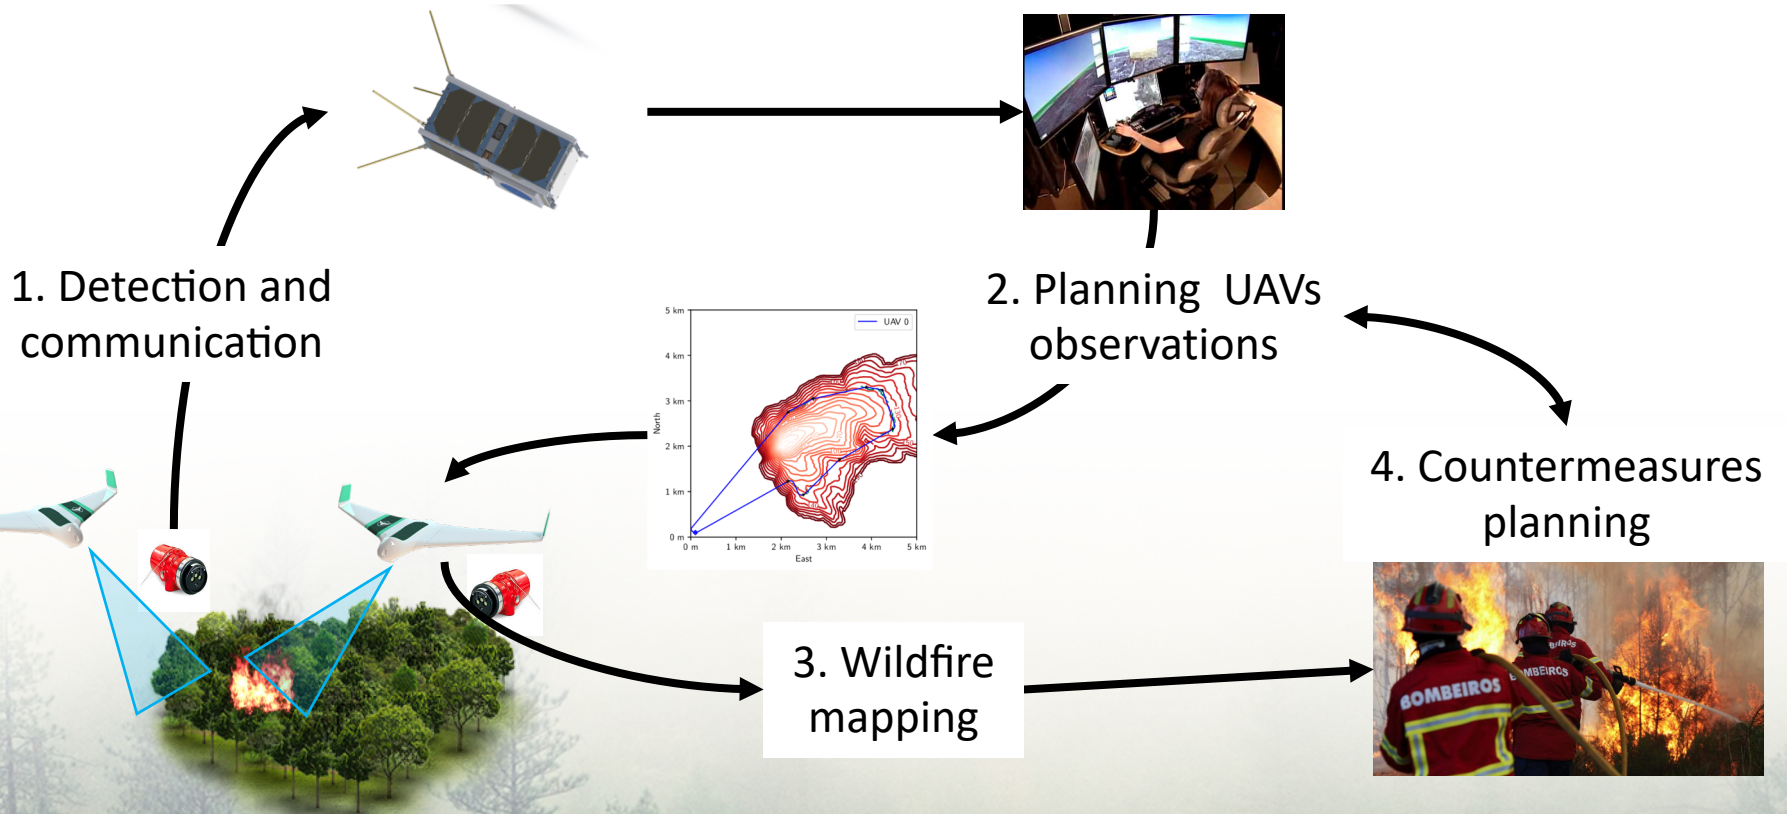 1. Detection and
communication
2. Planning  UAVs
observations
5 km
4 km
3 km
2 km
1 km
0 m
North
UAV 0
0 m
1 km
2 km
3 km
4 km
5 km
East
3. Wildfire
mapping
4. Countermeasures
planning
BOMBEIROS
MBEIROS
BOMBEIROS